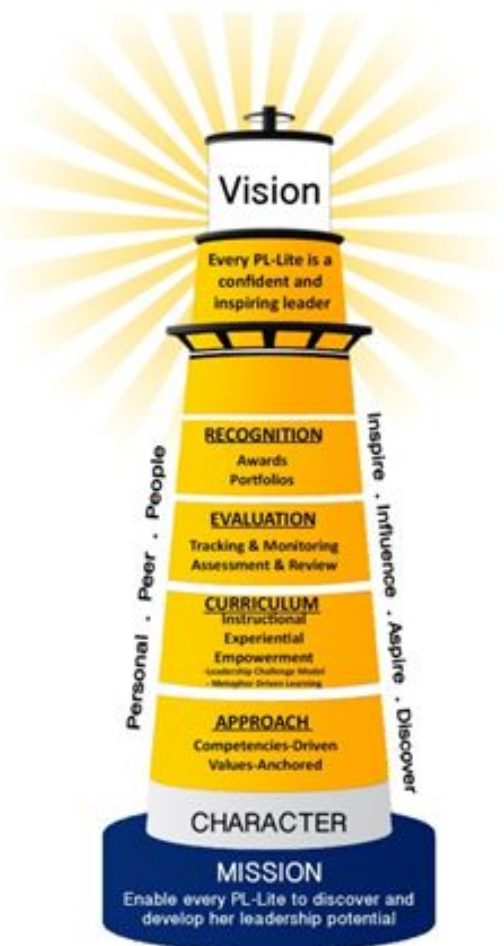 Vision
Every PL-Lite is a
confident and
inspiring leader
RECOGNITION
Awards
Portfolios
EVALUATION
Tracking & Monitoring
Assessment & Review
CURRICULUM
Instructional
Experiential
Empowerment
-Leadership Challenge Model
- Metaphor Driven Learning
APPROACH
Competencies-Driven
Values-Anchored
CHARACTER
MISSION
Enable every PL-Lite to discover and
develop her leadership potential
Personal . Peer . People
Inspire . Influence . Aspire . Discover